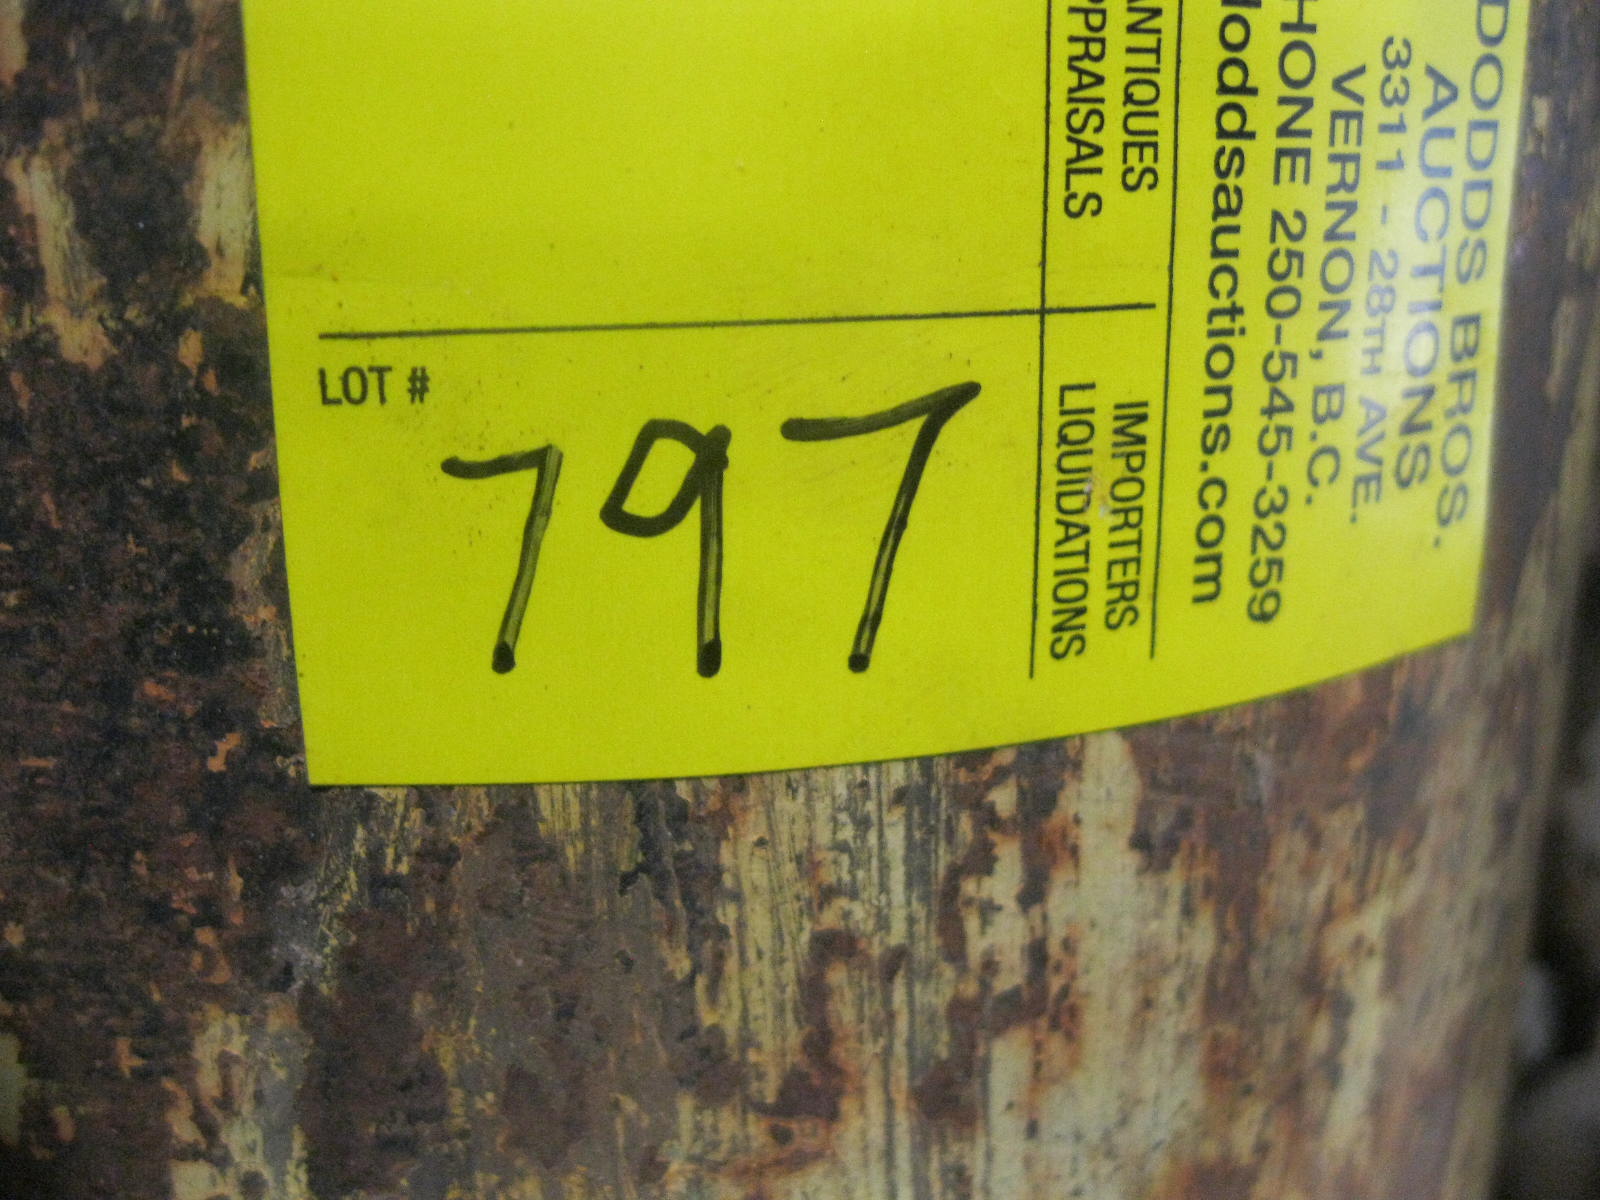 DODDS BROS.
AUCTIONS
3311 - 28TH AVE.
VERNON, B.C.
HONE 250-545-3259
doddsauctions.com
ANTIQUES
PPRAISALS
IMPORTERS
LIQUIDATIONS
LOT #
797